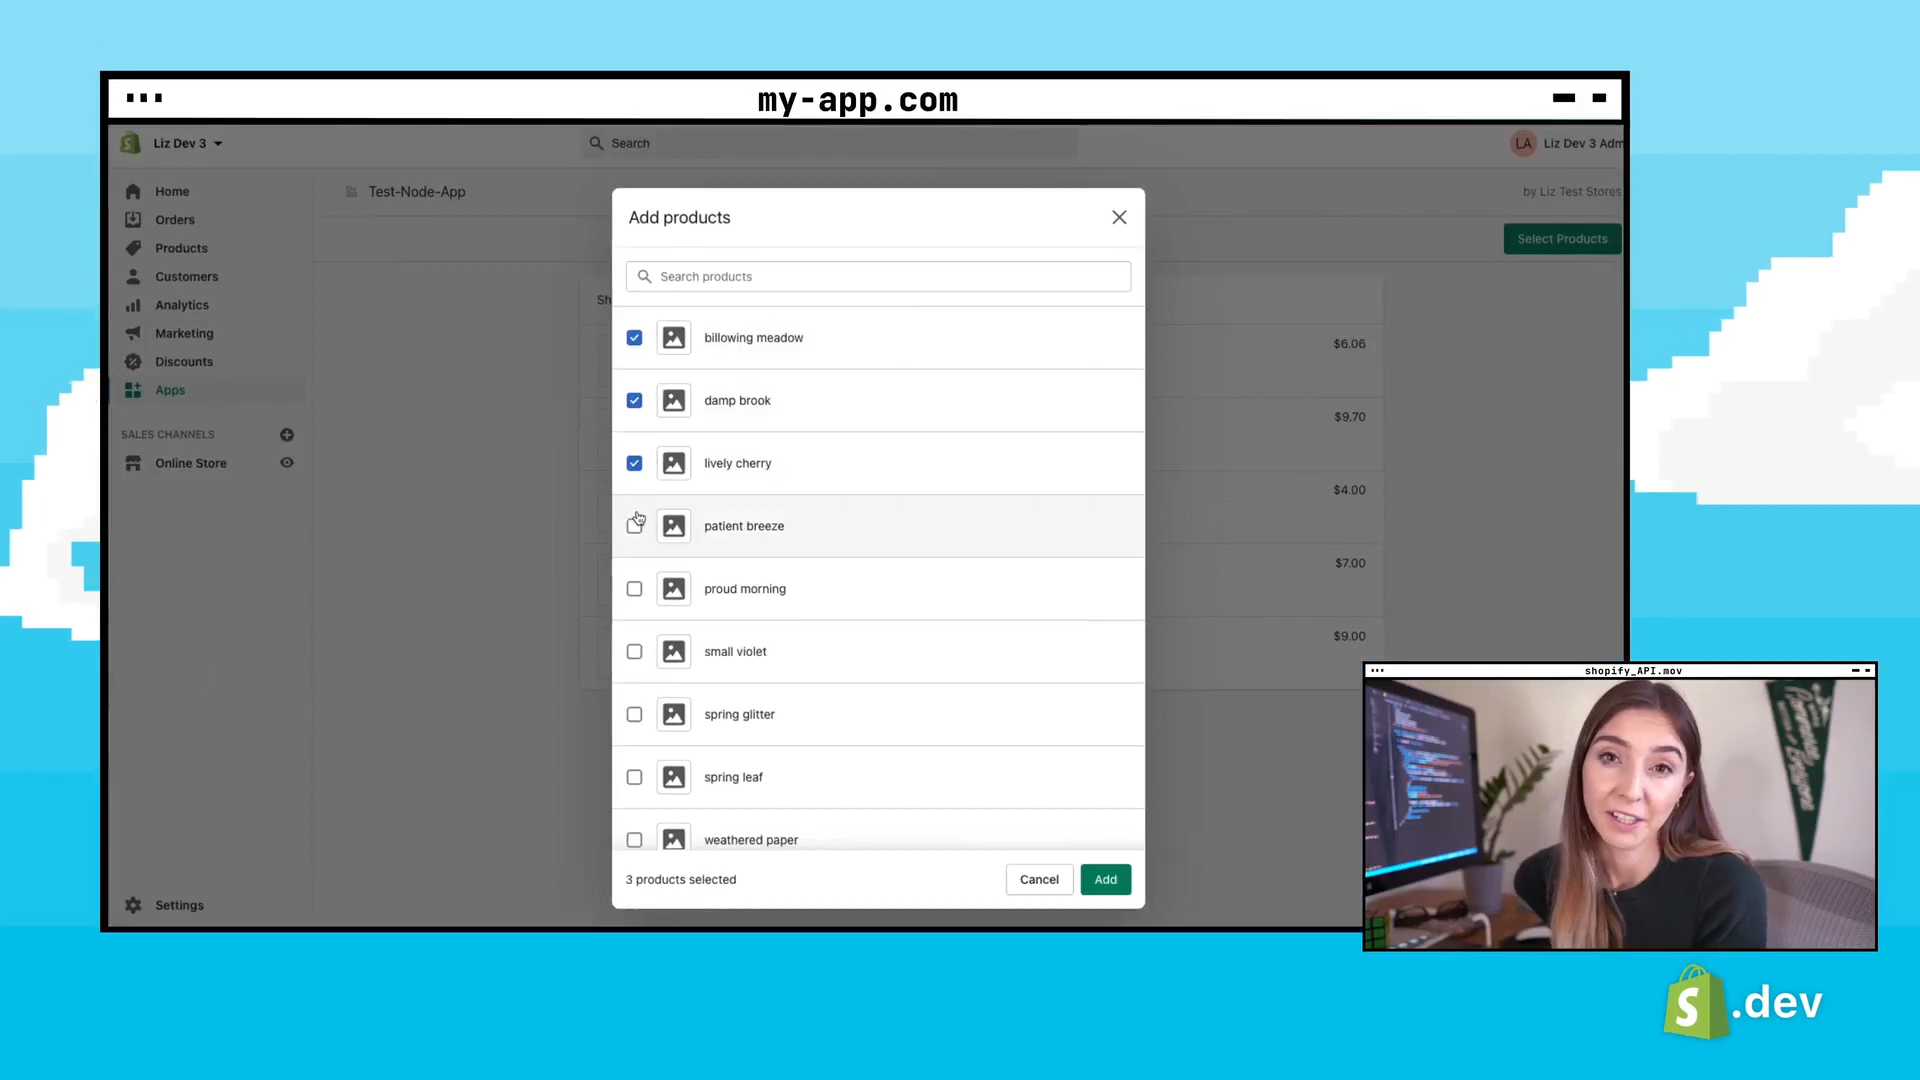 my-app.com
Liz Dev 3
Search
LA
Liz Dev 3 Adm
Home
Orders
Products
Customers
Analytics
Marketing
Discounts
Apps
SALES CHANNELS
Online Store
Settings
Test-Node-App
by Liz Test Stores
Select Products
Sh
$6.06
$9.70
$4.00
$7.00
$9.00
Add products
Search products
billowing meadow
damp brook
lively cherry
patient breeze
proud morning
small violet
spring glitter
spring leaf
weathered paper
3 products selected
Cancel
Add
shopify_API.mov
.dev